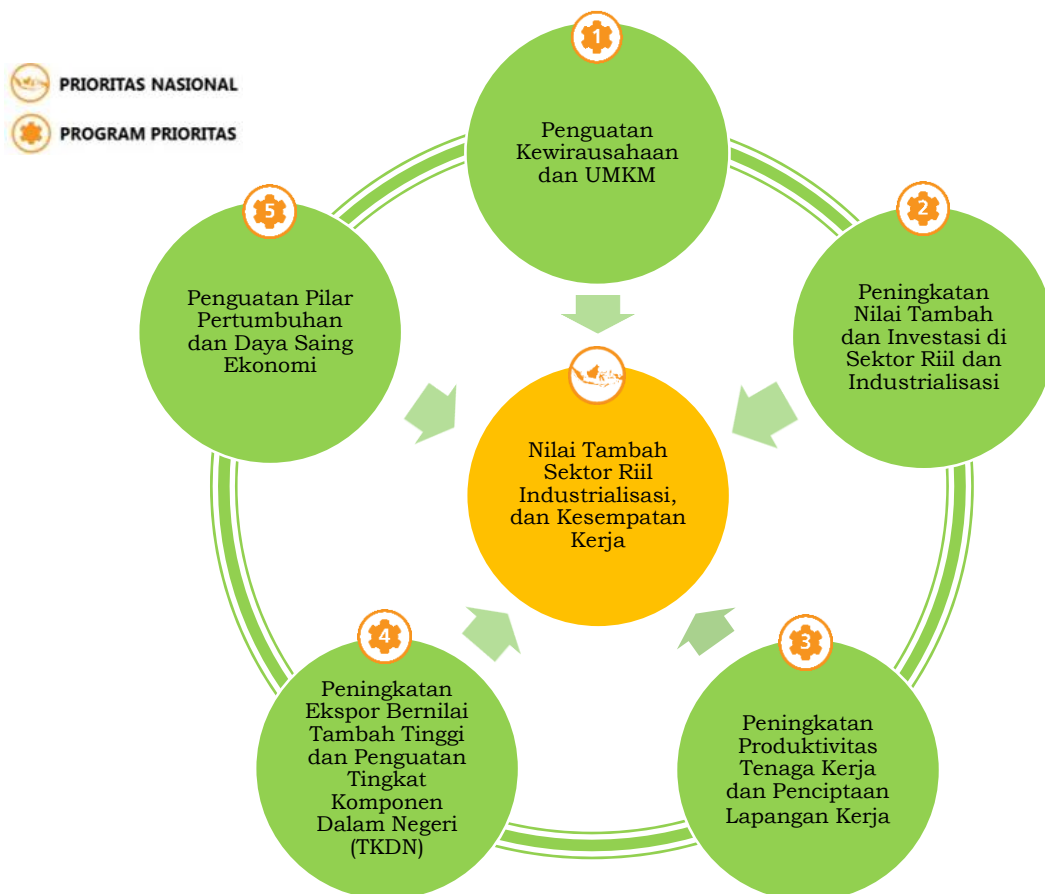 PRIORITAS NASIONAL
PROGRAM PRIORITAS
1
Penguatan
Kewirausahaan
dan UMKM
2
Peningkatan
Nilai Tambah
dan Investasi di
Sektor Riil dan
Industrialisasi
3
Peningkatan
Produktivitas
Tenaga Kerja
dan Penciptaan
Lapangan Kerja
4
Peningkatan
Ekspor Bernilai
Tambah Tinggi
dan Penguatan
Tingkat
Komponen
Dalam Negeri
(TKDN)
5
Penguatan Pilar
Pertumbuhan
dan Daya Saing
Ekonomi
Nilai Tambah
Sektor Riil
Industrialisasi,
dan Kesempatan
Kerja